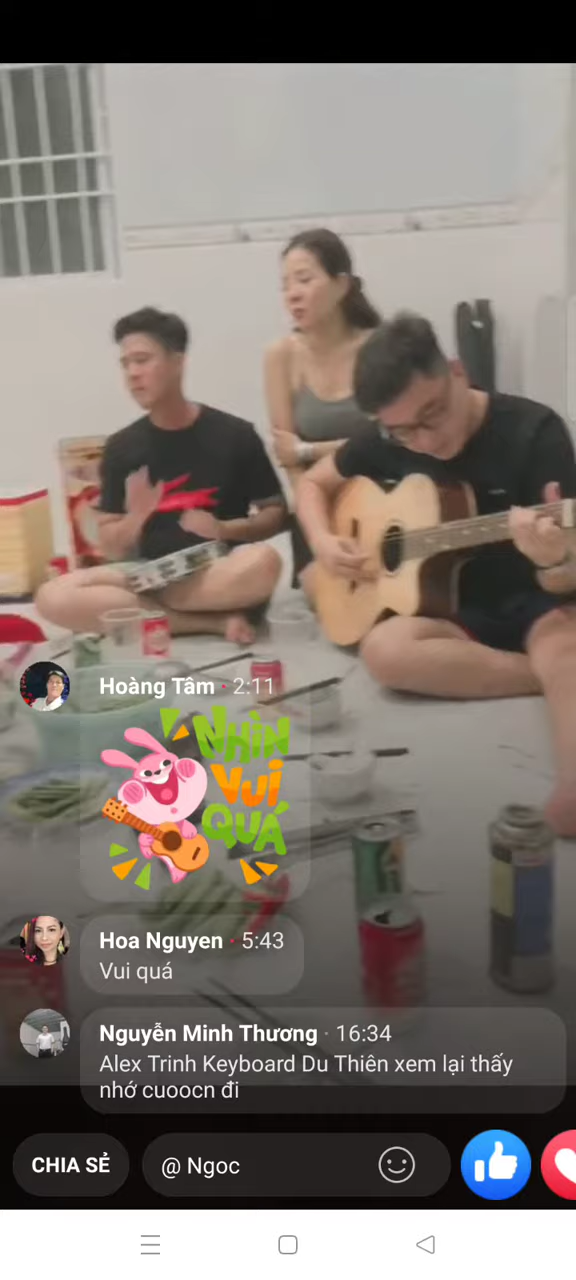 Hoàng Tâm · 2:11
NHÌN
VUI
QUÁ
Hoa Nguyen · 5:43
Vui quá
Nguyễn Minh Thương · 16:34
Alex Trinh Keyboard Du Thiên xem lại thấy
nhớ cuoocn đi
CHIA SẺ
@ Ngoc